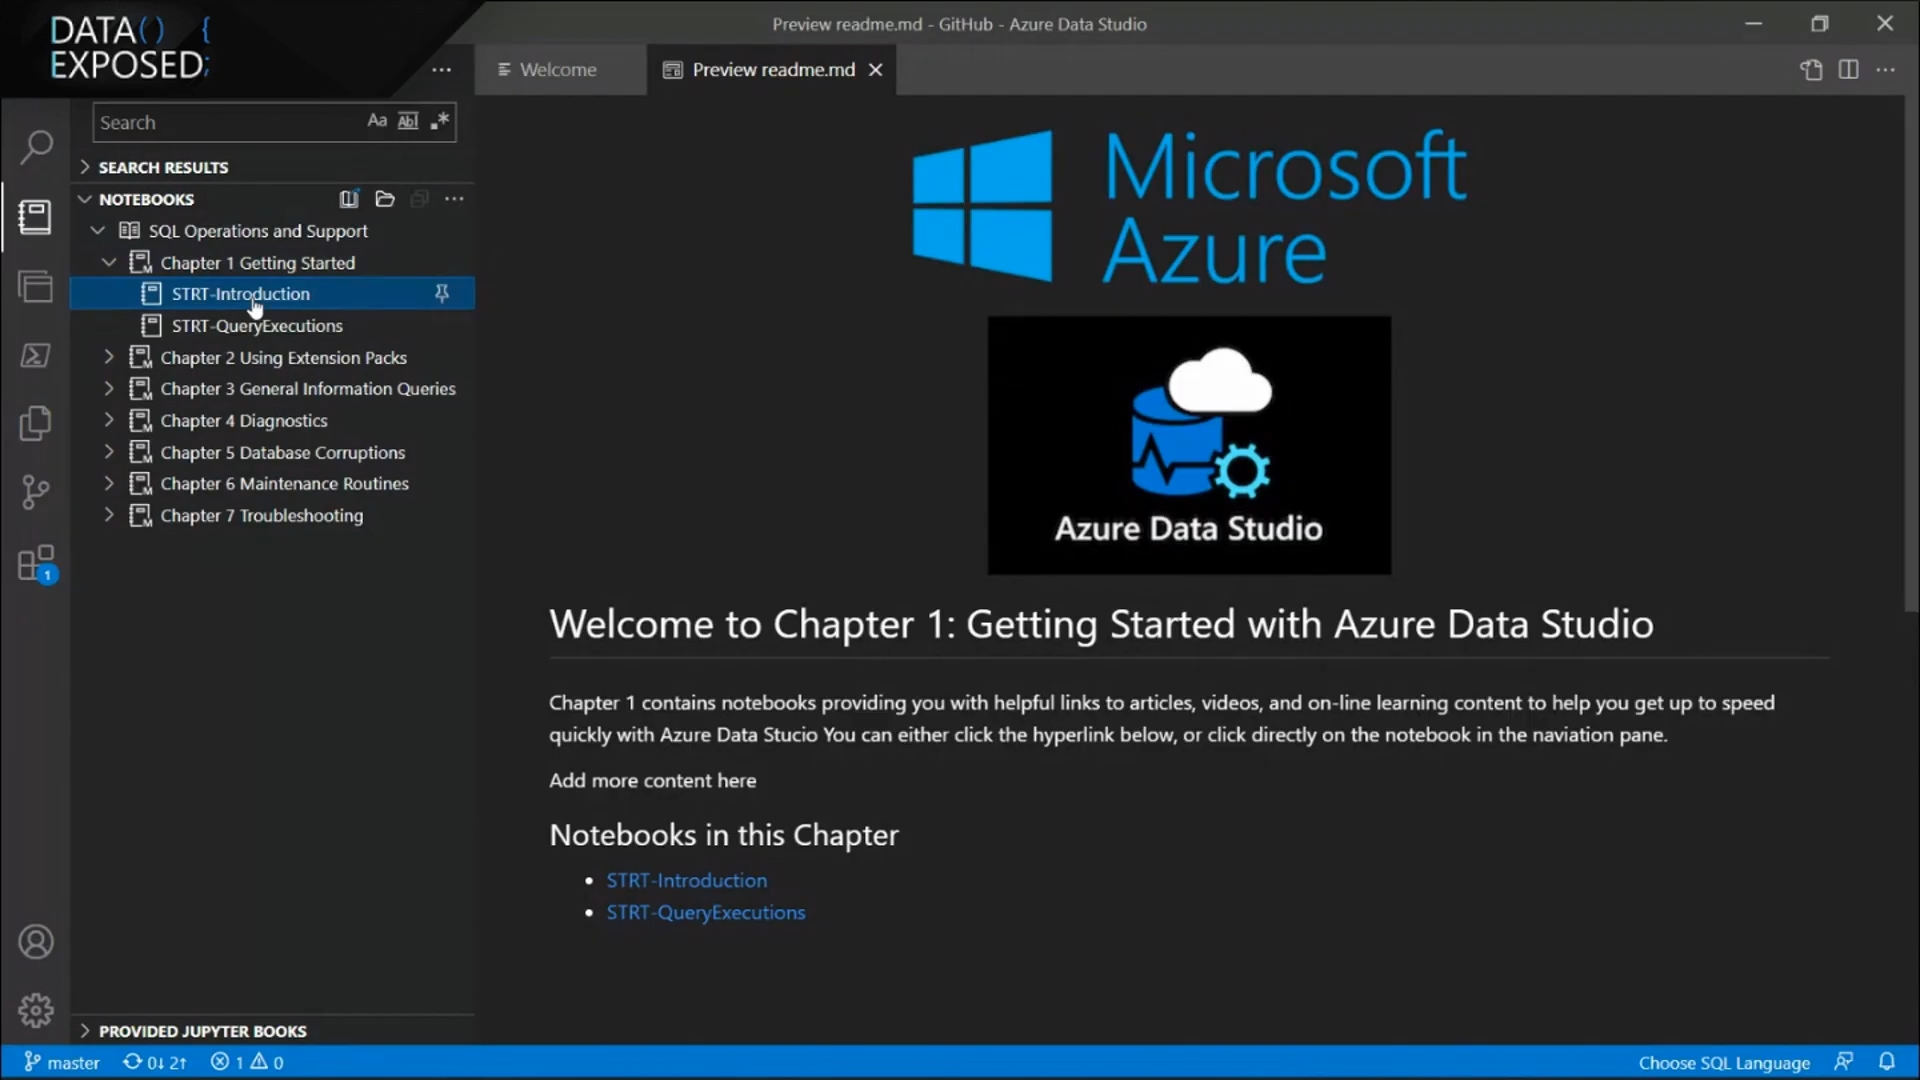 DATA() {
EXPOSED;
Preview readme.md - GitHub - Azure Data Studio
Welcome
Preview readme.md
Search
Aa Abl .*
SEARCH RESULTS
NOTEBOOKS
SQL Operations and Support
Chapter 1 Getting Started
STRT-Introduction
STRT-QueryExecutions
Chapter 2 Using Extension Packs
Chapter 3 General Information Queries
Chapter 4 Diagnostics
Chapter 5 Database Corruptions
Chapter 6 Maintenance Routines
Chapter 7 Troubleshooting
1
PROVIDED JUPYTER BOOKS
Microsoft
Azure
Azure Data Studio
Welcome to Chapter 1: Getting Started with Azure Data Studio
Chapter 1 contains notebooks providing you with helpful links to articles, videos, and on-line learning content to help you get up to speed
quickly with Azure Data Stucio You can either click the hyperlink below, or click directly on the notebook in the naviation pane.
Add more content here
Notebooks in this Chapter
STRT-Introduction
STRT-QueryExecutions
master 0↓ 2↑ 1 0
Choose SQL Language